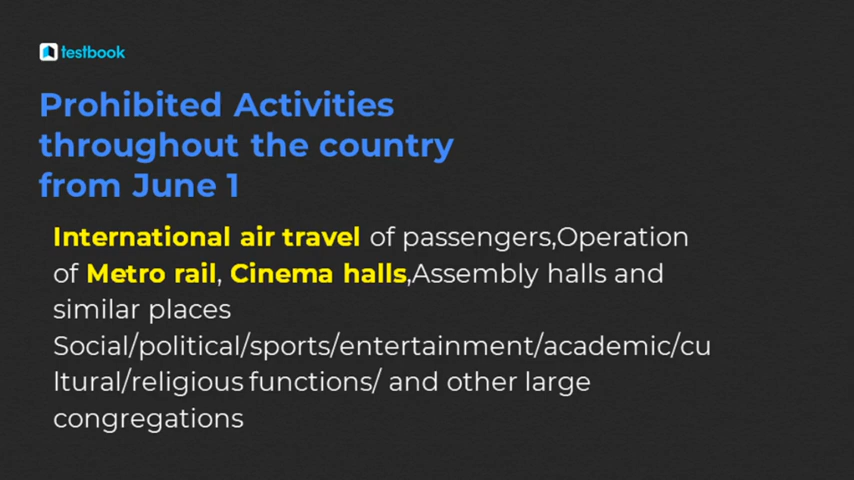 testbook
Prohibited Activities
throughout the country
from June 1
International air travel of passengers,Operation
of Metro rail, Cinema halls,Assembly halls and
similar places
Social/political/sports/entertainment/academic/cu
ltural/religious functions/ and other large
congregations